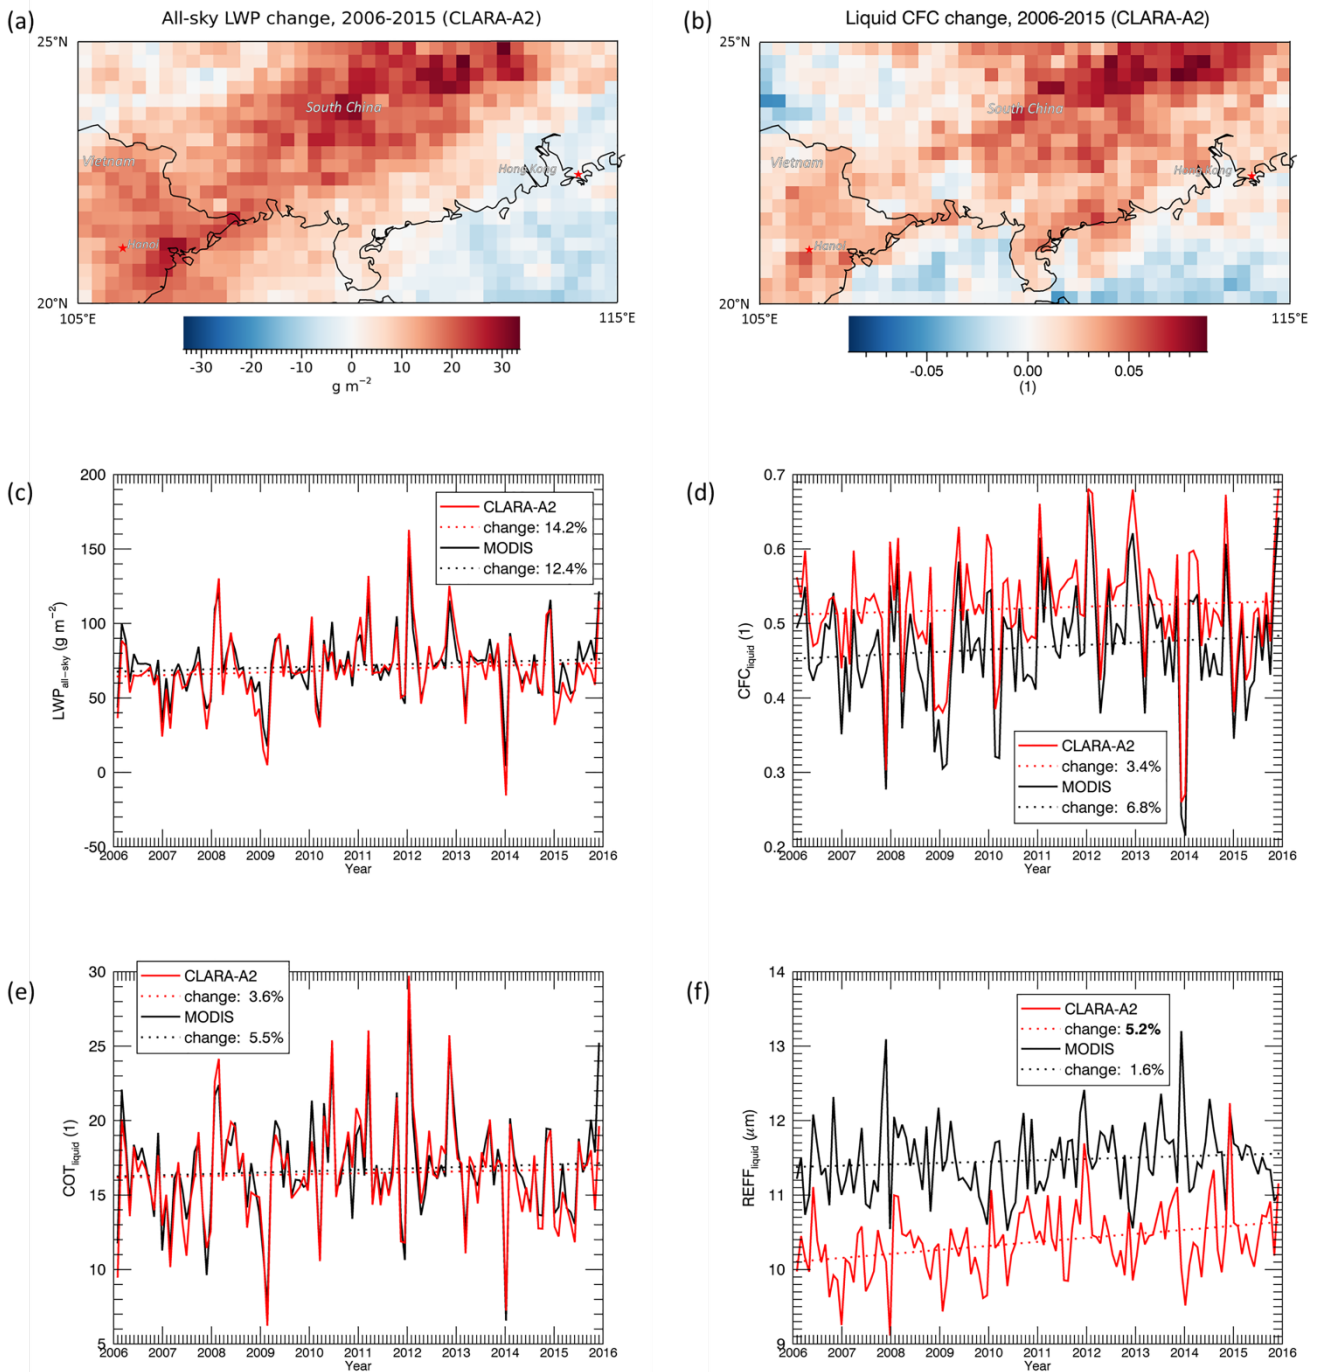 (a)
All-sky LWP change, 2006-2015 (CLARA-A2)
25°N
South China
Vietnam
Hong Kong
Hanoi
20°N
105°E
115°E
-30 -20 -10 0 10 20 30
g m⁻²
(b)
Liquid CFC change, 2006-2015 (CLARA-A2)
25°N
South China
Vietnam
Hong Kong
Hanoi
20°N
105°E
115°E
-0.05 0.00 0.05
(1)
(c)
200
150
100
50
0
-50
LWPall-sky (g m⁻²)
CLARA-A2
change: 14.2%
MODIS
change: 12.4%
2006 2007 2008 2009 2010 2011 2012 2013 2014 2015 2016
Year
(d)
0.7
0.6
0.5
0.4
0.3
0.2
CFCliquid (1)
CLARA-A2
change: 3.4%
MODIS
change: 6.8%
2006 2007 2008 2009 2010 2011 2012 2013 2014 2015 2016
Year
(e)
30
25
20
15
10
5
COTliquid (1)
CLARA-A2
change: 3.6%
MODIS
change: 5.5%
2006 2007 2008 2009 2010 2011 2012 2013 2014 2015 2016
Year
(f)
14
13
12
11
10
9
REFFliquid (μm)
CLARA-A2
change: 5.2%
MODIS
change: 1.6%
2006 2007 2008 2009 2010 2011 2012 2013 2014 2015 2016
Year